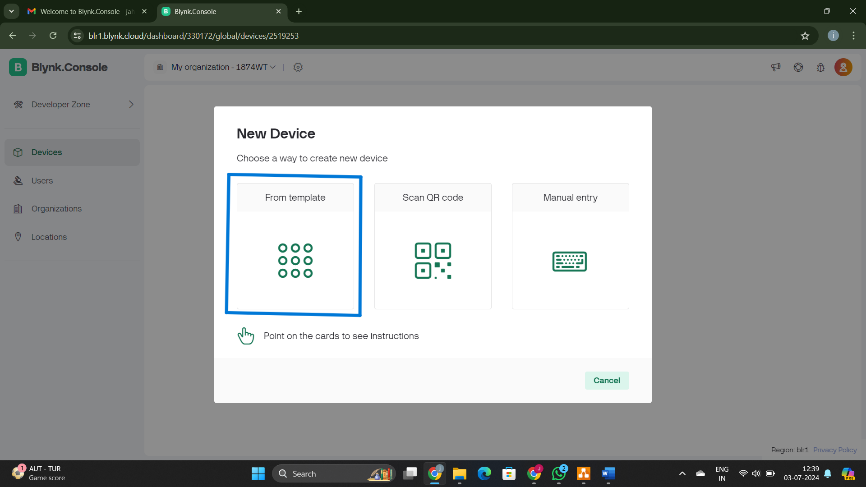 Welcome to Blynk.Console - ja
Blynk.Console
blr1.blynk.cloud/dashboard/330172/global/devices/2519253
i
B Blynk.Console
My organization - 1874WT
Developer Zone
Devices
Users
Organizations
Locations
New Device
Choose a way to create new device
From template
Scan QR code
Manual entry
Point on the cards to see instructions
Cancel
Region: blr1 Privacy Policy
1
AUT - TUR
Game score
Search
2
ENG
IN
12:39
03-07-2024